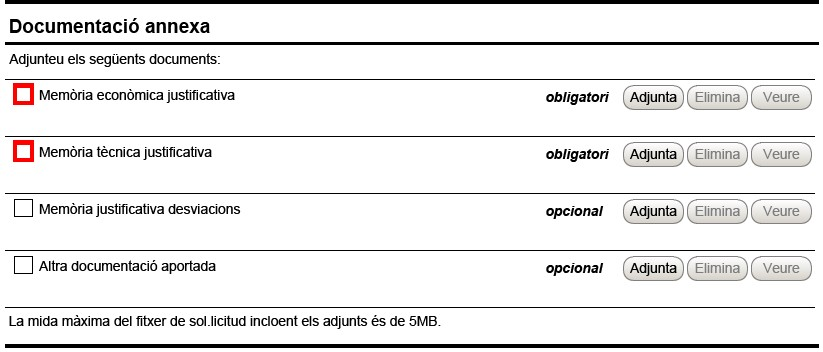 Documentació annexa
Adjunteu els següents documents:
Memòria econòmica justificativa obligatori Adjunta Elimina Veure
Memòria tècnica justificativa obligatori Adjunta Elimina Veure
Memòria justificativa desviacions opcional Adjunta Elimina Veure
Altra documentació aportada opcional Adjunta Elimina Veure
La mida màxima del fitxer de sol.licitud incloent els adjunts és de 5MB.